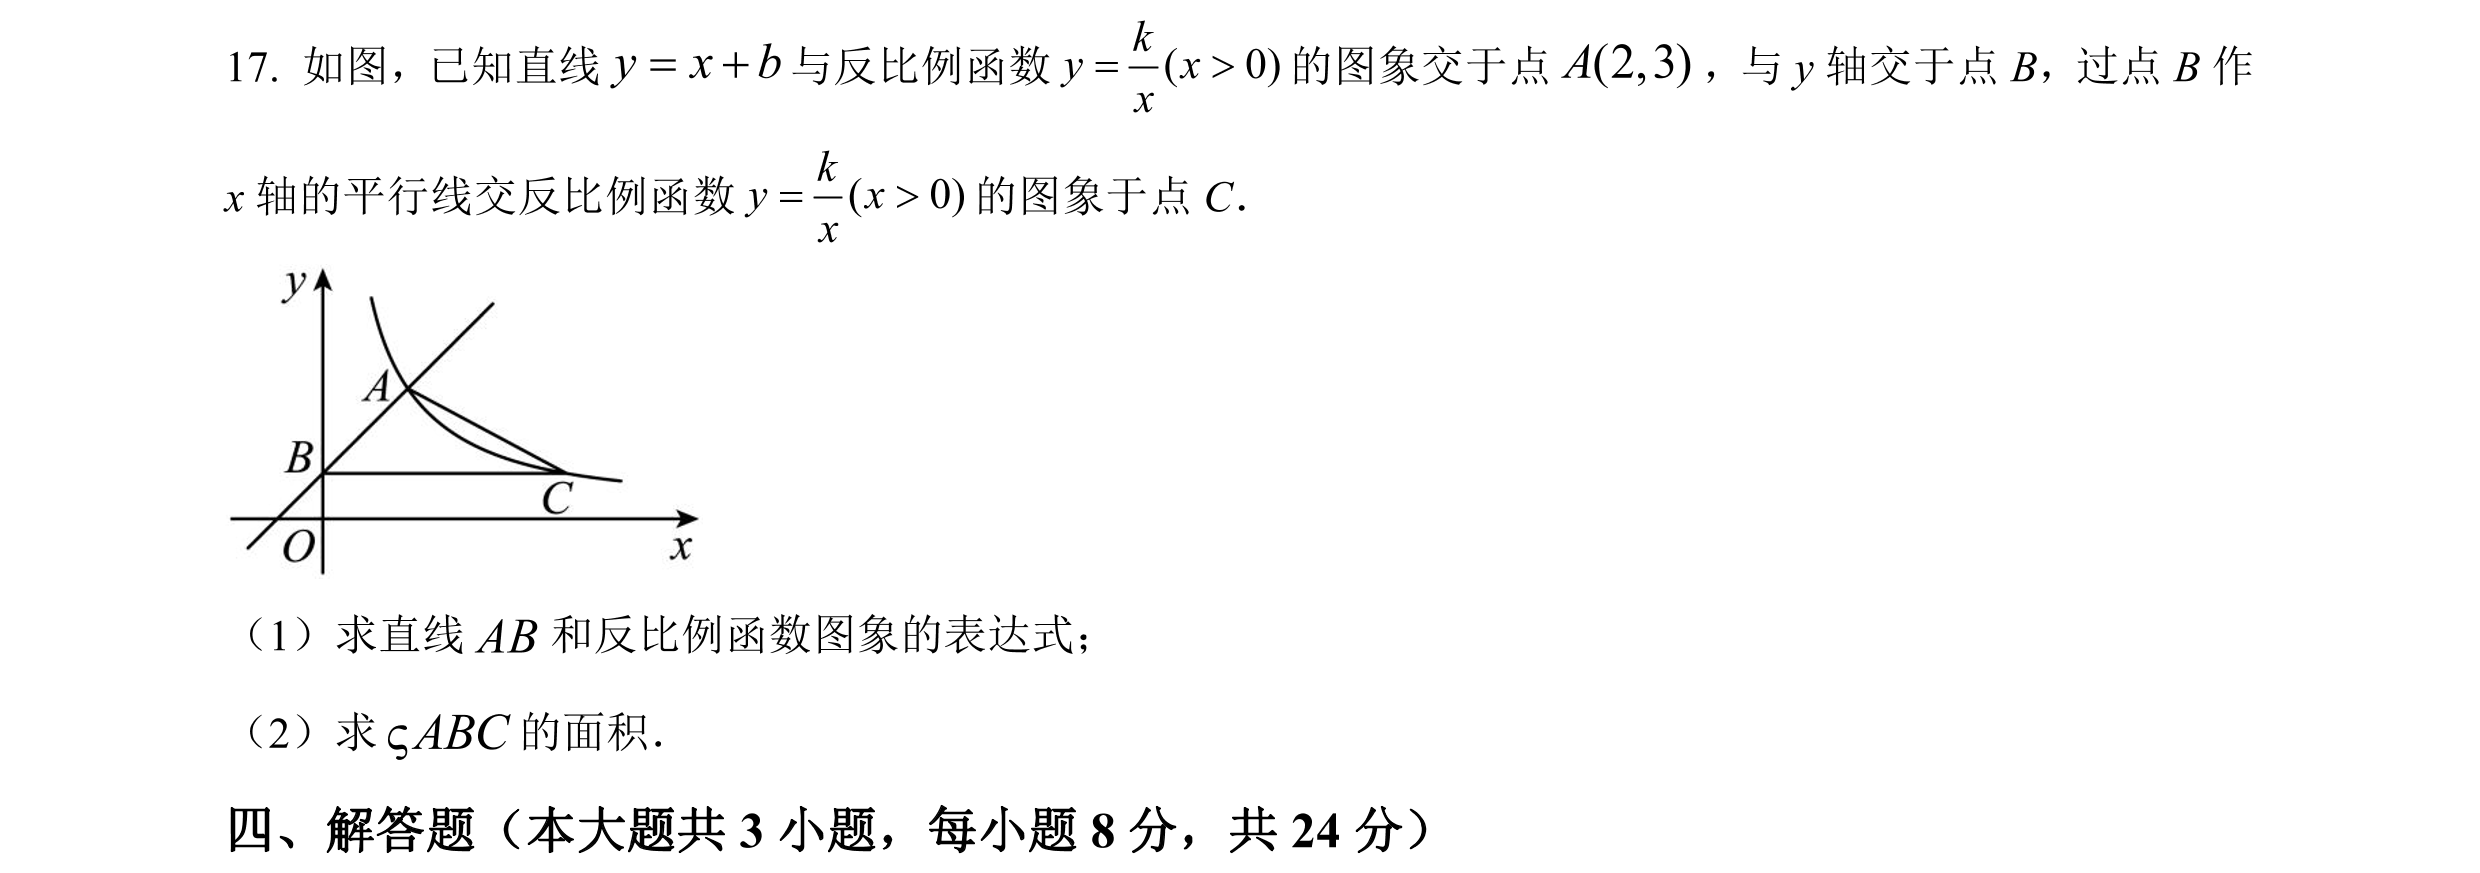 17. 如图，已知直线 y = x + b 与反比例函数 y = k/x (x > 0) 的图象交于点 A(2,3)，与 y 轴交于点 B，过点 B 作
x 轴的平行线交反比例函数 y = k/x (x > 0) 的图象于点 C．
y
A
B
C
O
x
（1）求直线 AB 和反比例函数图象的表达式；
（2）求 ςABC 的面积．
四、解答题（本大题共 3 小题，每小题 8 分，共 24 分）